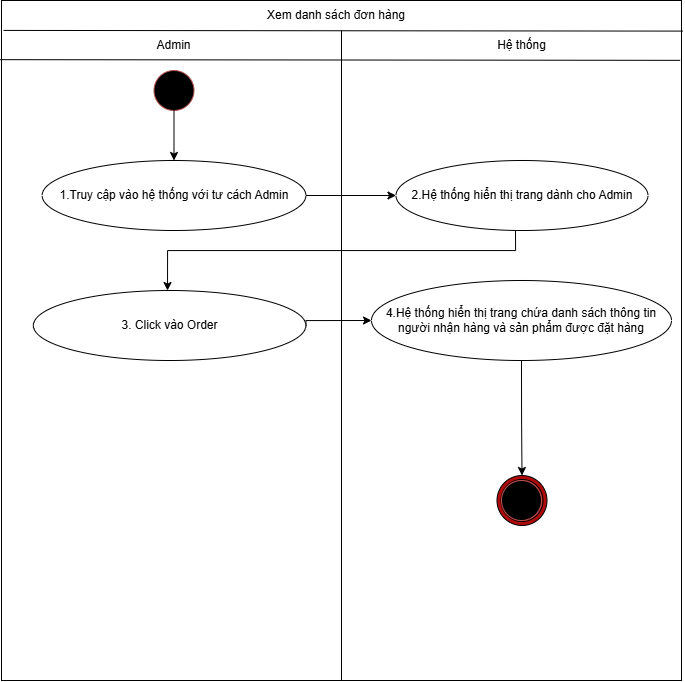 Xem danh sách đơn hàng
Admin
Hệ thống
1.Truy cập vào hệ thống với tư cách Admin
2.Hệ thống hiển thị trang dành cho Admin
3. Click vào Order
4.Hệ thống hiển thị trang chứa danh sách thông tin
người nhận hàng và sản phẩm được đặt hàng